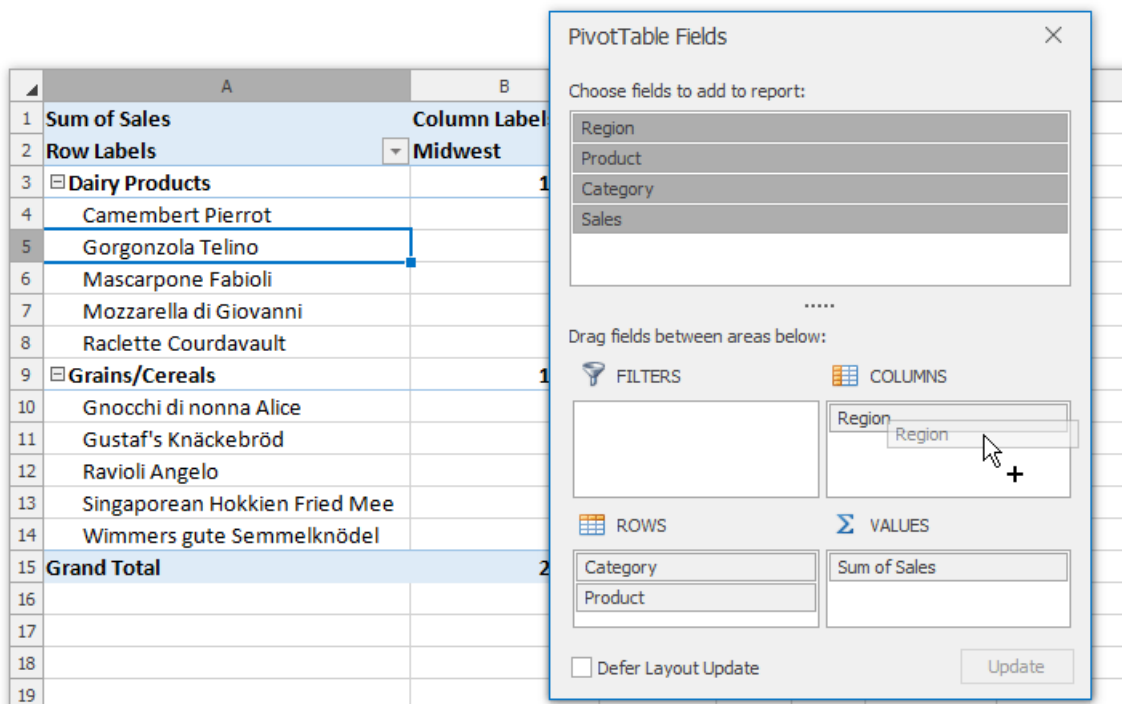 PivotTable Fields
Choose fields to add to report:
Region
Product
Category
Sales
Drag fields between areas below:
FILTERS
COLUMNS
Region
Region
ROWS
Category
Product
VALUES
Sum of Sales
Defer Layout Update
Update
A B
1 Sum of Sales Column Label
2 Row Labels Midwest
3 Dairy Products 1
4 Camembert Pierrot
5 Gorgonzola Telino
6 Mascarpone Fabioli
7 Mozzarella di Giovanni
8 Raclette Courdavault
9 Grains/Cereals 1
10 Gnocchi di nonna Alice
11 Gustaf's Knäckebröd
12 Ravioli Angelo
13 Singaporean Hokkien Fried Mee
14 Wimmers gute Semmelknödel
15 Grand Total 2
16
17
18
19